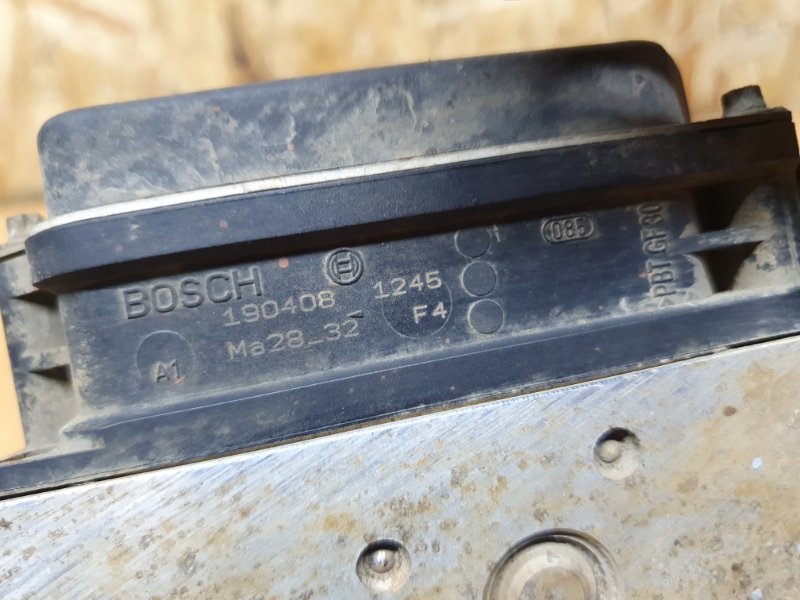 BOSCH
190408 1245
Ma28_32 F4
A1
085
>PBT GF30